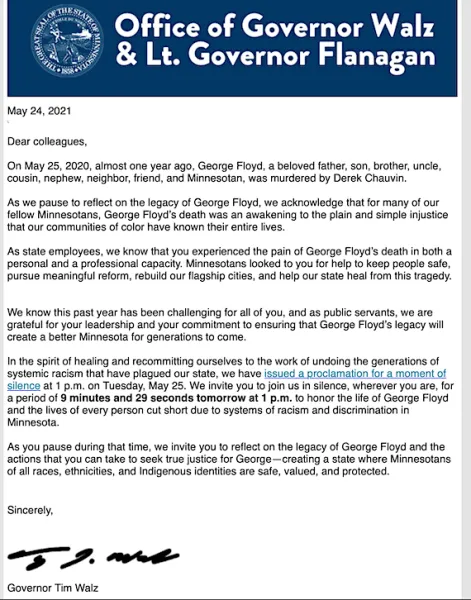 Office of Governor Walz
& Lt. Governor Flanagan
May 24, 2021
Dear colleagues,
On May 25, 2020, almost one year ago, George Floyd, a beloved father, son, brother, uncle,
cousin, nephew, neighbor, friend, and Minnesotan, was murdered by Derek Chauvin.
As we pause to reflect on the legacy of George Floyd, we acknowledge that for many of our
fellow Minnesotans, George Floyd's death was an awakening to the plain and simple injustice
that our communities of color have known their entire lives.
As state employees, we know that you experienced the pain of George Floyd's death in both a
personal and a professional capacity. Minnesotans looked to you for help to keep people safe,
pursue meaningful reform, rebuild our flagship cities, and help our state heal from this tragedy.
We know this past year has been challenging for all of you, and as public servants, we are
grateful for your leadership and your commitment to ensuring that George Floyd's legacy will
create a better Minnesota for generations to come.
In the spirit of healing and recommitting ourselves to the work of undoing the generations of
systemic racism that have plagued our state, we have issued a proclamation for a moment of
silence at 1 p.m. on Tuesday, May 25. We invite you to join us in silence, wherever you are, for
a period of 9 minutes and 29 seconds tomorrow at 1 p.m. to honor the life of George Floyd
and the lives of every person cut short due to systems of racism and discrimination in
Minnesota.
As you pause during that time, we invite you to reflect on the legacy of George Floyd and the
actions that you can take to seek true justice for George—creating a state where Minnesotans
of all races, ethnicities, and Indigenous identities are safe, valued, and protected.
Sincerely,
Governor Tim Walz